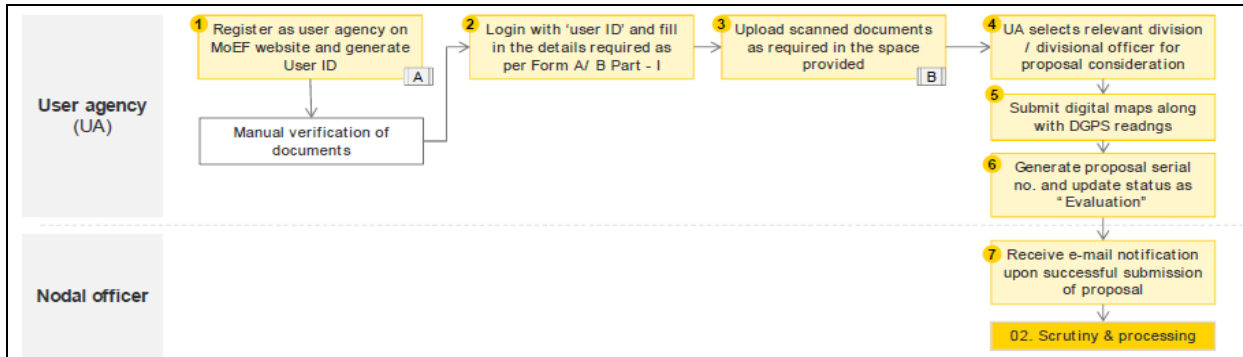 User agency
(UA)
1 Register as user agency on
MoEF website and generate
User ID
A
Manual verification of
documents
2 Login with ‘user ID’ and fill
in the details required as
per Form A/ B Part - I
3 Upload scanned documents
as required in the space
provided
B
4 UA selects relevant division
/ divisional officer for
proposal consideration
5 Submit digital maps along
with DGPS readngs
6 Generate proposal serial
no. and update status as
“Evaluation”
Nodal officer
7 Receive e-mail notification
upon successful submission
of proposal
02. Scrutiny & processing